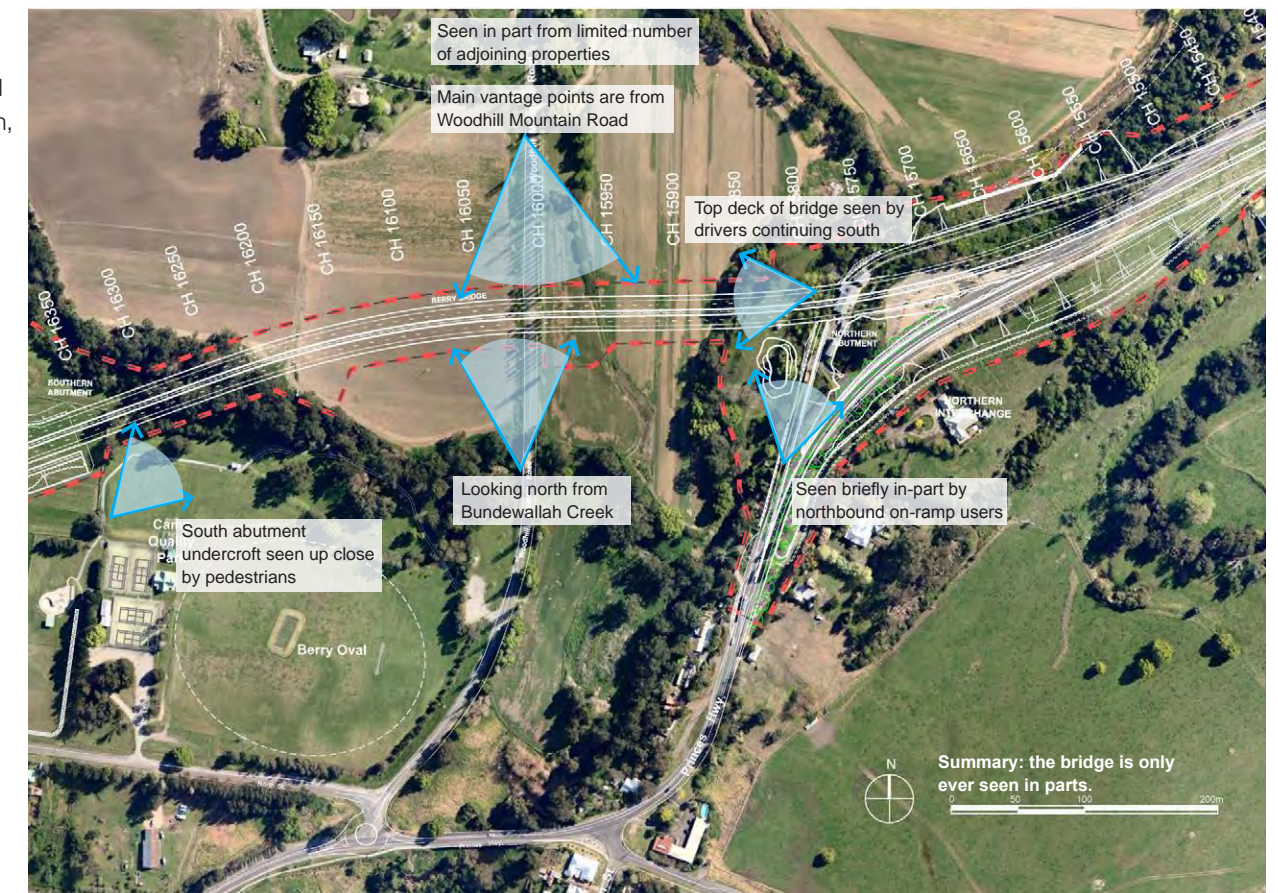 Seen in part from limited number
of adjoining properties
Main vantage points are from
Woodhill Mountain Road
Top deck of bridge seen by
drivers continuing south
CH 16350
CH 16300
CH 16250
CH 16200
CH 16150
CH 16100
CH 16050
CH 16000
CH 15950
CH 15900
CH 15700
CH 15650
CH 15600
CH 15550
CH 15500
CH 15450
BERRY BRIDGE
SOUTHERN
ABUTMENT
NORTHERN
ABUTMENT
NORTHERN
INTERCHANGE
Looking north from
Bundewallah Creek
Seen briefly in-part by
northbound on-ramp users
South abutment
undercroft seen up close
by pedestrians
Berry Oval
Princes Hwy
N
Summary: the bridge is only
ever seen in parts.
0 50 100 200m